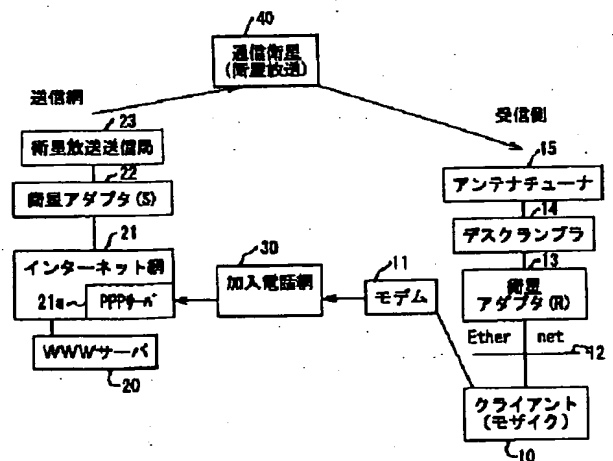 40
通信衛星
(衛星放送)
送信網
受信側
23
衛星放送送信局
22
衛星アダプタ(S)
21
インターネット網
21a
PPPサーバ
WWWサーバ
20
30
加入電話網
11
モデム
15
アンテナチューナ
14
デスクランブラ
13
衛星
アダプタ(R)
Ether net
12
クライアント
(モザイク)
10